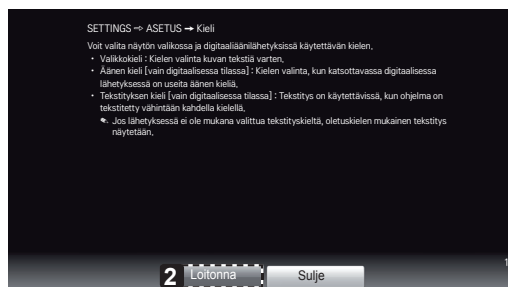 SETTINGS ⇨ ASETUS → Kieli
Voit valita näytön valikossa ja digitaaliäänilähetyksissä käytettävän kielen.
• Valikkokieli : Kielen valinta kuvan tekstiä varten.
• Äänen kieli [vain digitaalisessa tilassa] : Kielen valinta, kun katsottavassa digitaalisessa
lähetyksessä on useita äänen kieliä.
• Tekstityksen kieli [vain digitaalisessa tilassa] : Tekstitys on käytettävissä, kun ohjelma on
tekstitetty vähintään kahdella kielellä.
Jos lähetyksessä ei ole mukana valittua tekstityskieltä, oletuskielen mukainen tekstitys
näytetään.
1
2 Loitonna Sulje